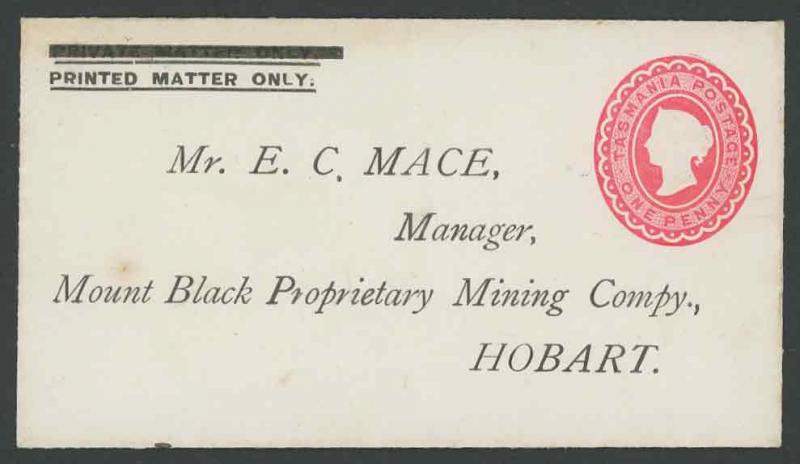 PRIVATE MATTER ONLY.
PRINTED MATTER ONLY.
TASMANIA POSTAGE
ONE PENNY
Mr. E. C. MACE,
Manager,
Mount Black Proprietary Mining Compy.,
HOBART.